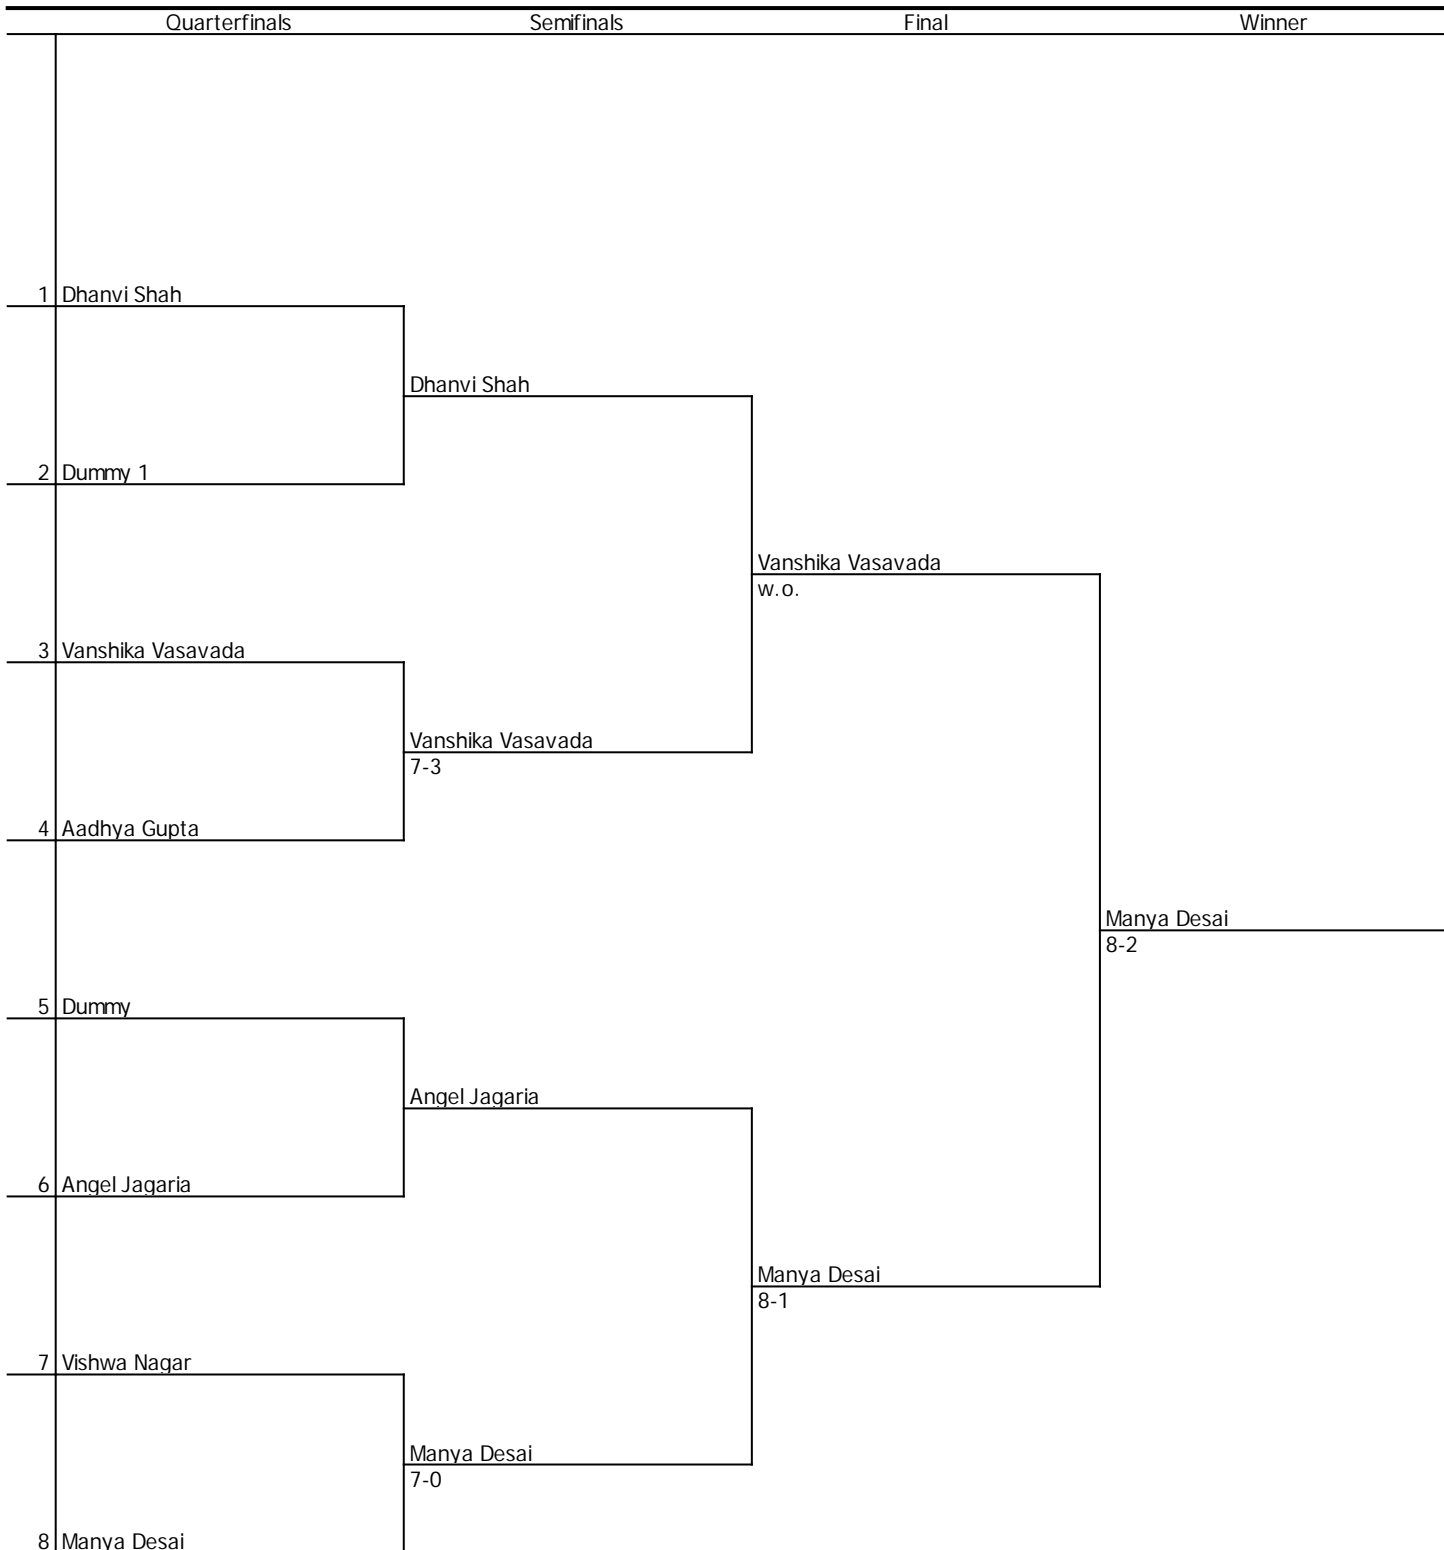 Quarterfinals Semifinals Final Winner
1 Dhanvi Shah
Dhanvi Shah
2 Dummy 1
Vanshika Vasavada
w.o.
3 Vanshika Vasavada
Vanshika Vasavada
7-3
4 Aadhya Gupta
Manya Desai
8-2
5 Dummy
Angel Jagaria
6 Angel Jagaria
Manya Desai
8-1
7 Vishwa Nagar
Manya Desai
7-0
8 Manya Desai